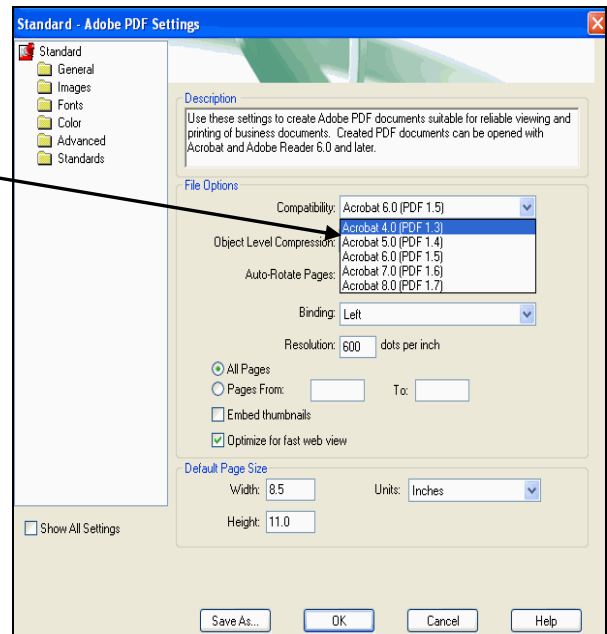 Standard - Adobe PDF Settings
Standard
General
Images
Fonts
Color
Advanced
Standards
Show All Settings
Description
Use these settings to create Adobe PDF documents suitable for reliable viewing and
printing of business documents. Created PDF documents can be opened with
Acrobat and Adobe Reader 6.0 and later.
File Options
Compatibility: Acrobat 6.0 (PDF 1.5)
Acrobat 4.0 (PDF 1.3)
Object Level Compression: Acrobat 5.0 (PDF 1.4)
Acrobat 6.0 (PDF 1.5)
Auto-Rotate Pages: Acrobat 7.0 (PDF 1.6)
Acrobat 8.0 (PDF 1.7)
Binding: Left
Resolution: 600 dots per inch
All Pages
Pages From: To:
Embed thumbnails
Optimize for fast web view
Default Page Size
Width: 8.5 Units: Inches
Height: 11.0
Save As... OK Cancel Help